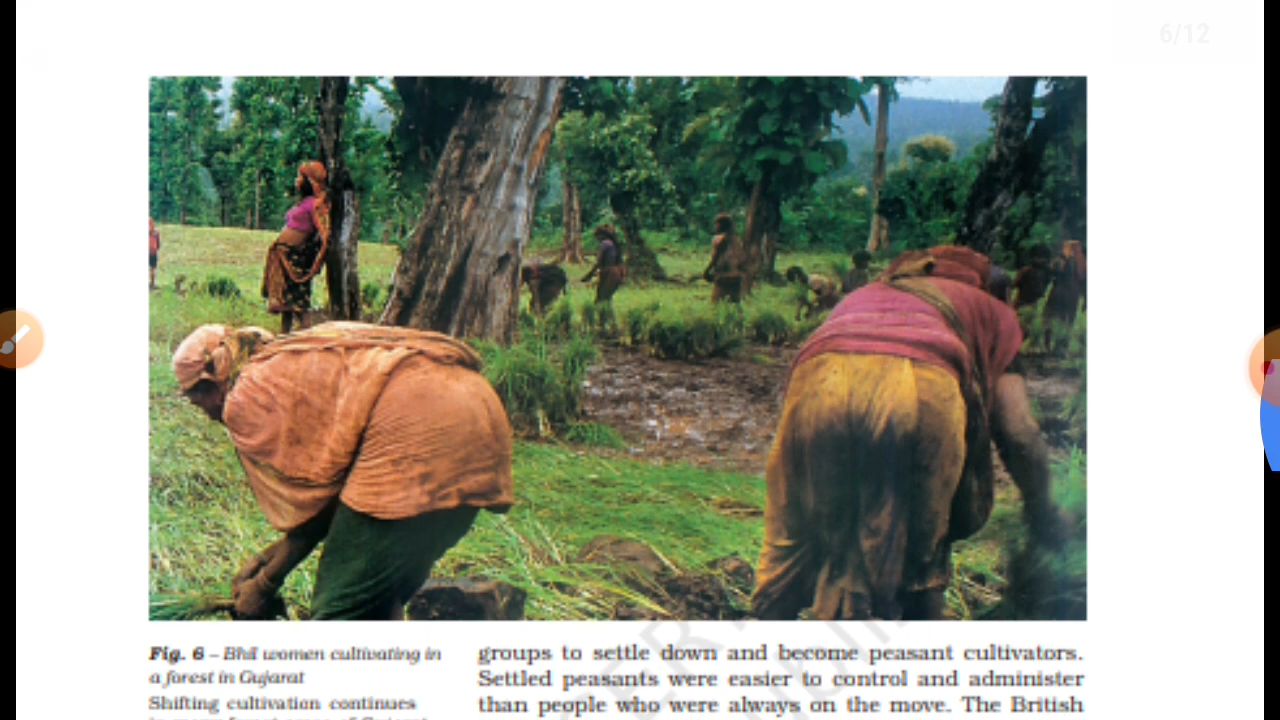 6/12
Fig. 6 – Bhil women cultivating in
a forest in Gujarat
Shifting cultivation continues
groups to settle down and become peasant cultivators.
Settled peasants were easier to control and administer
than people who were always on the move. The British